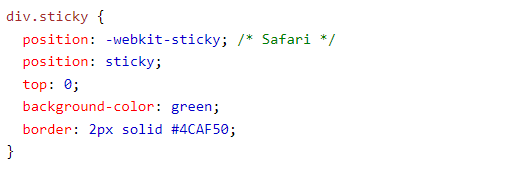 div.sticky {
  position: -webkit-sticky; /* Safari */
  position: sticky;
  top: 0;
  background-color: green;
  border: 2px solid #4CAF50;
}